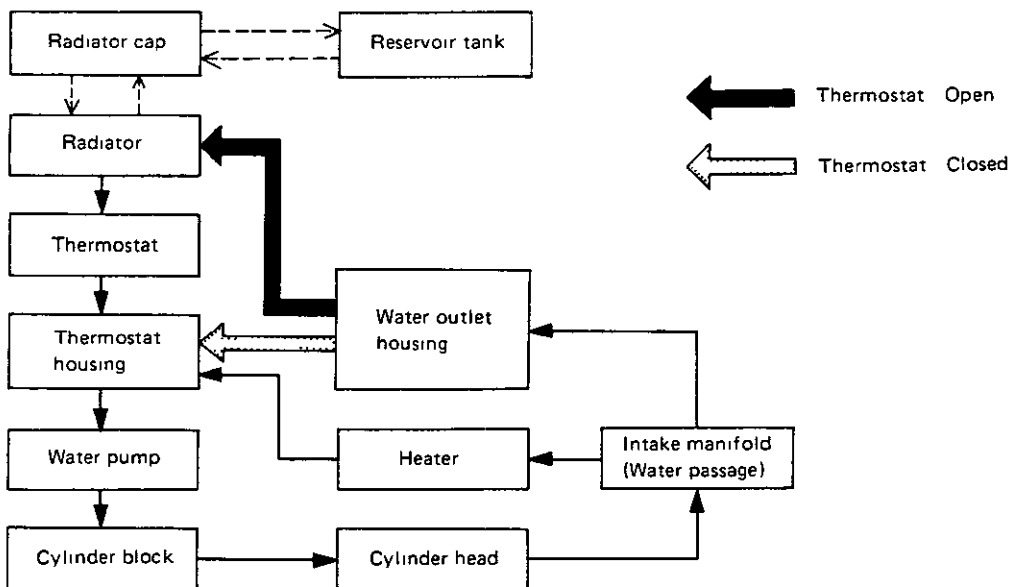 Radiator cap
Reservoir tank
Thermostat Open
Radiator
Thermostat Closed
Thermostat
Water outlet
housing
Thermostat
housing
Intake manifold
(Water passage)
Water pump
Heater
Cylinder block
Cylinder head